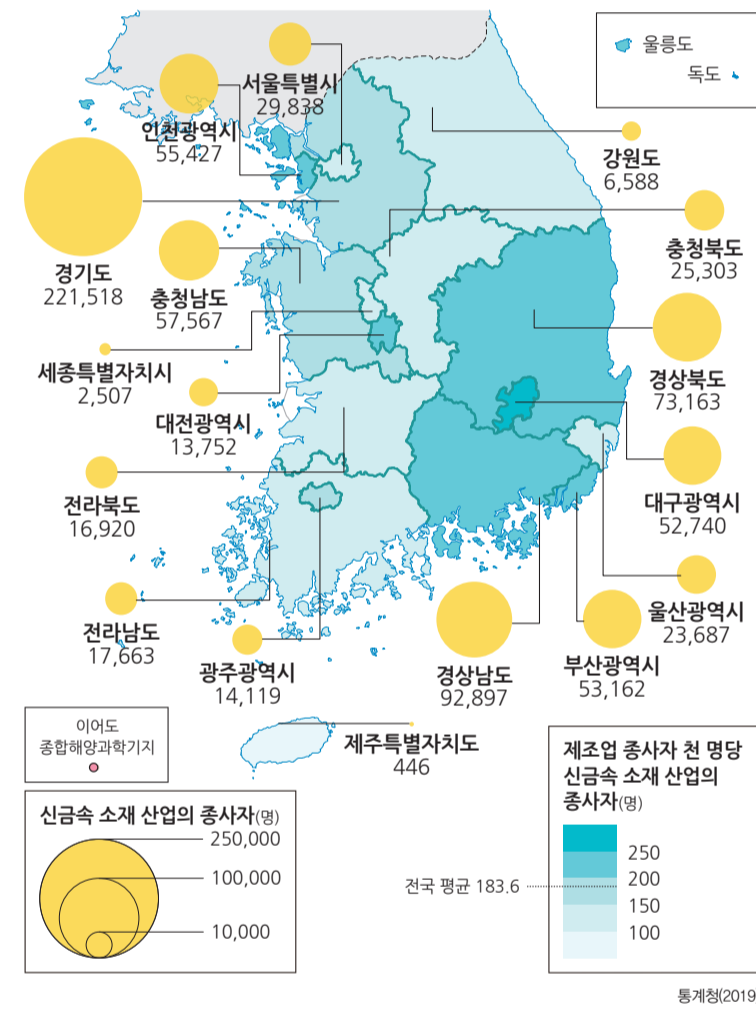 울릉도
독도
서울특별시
29,838
인천광역시
55,427
강원도
6,588
경기도
221,518
충청남도
57,567
충청북도
25,303
세종특별자치시
2,507
대전광역시
13,752
경상북도
73,163
전라북도
16,920
대구광역시
52,740
전라남도
17,663
광주광역시
14,119
경상남도
92,897
부산광역시
53,162
울산광역시
23,687
이어도
종합해양과학기지
제주특별자치도
446
신금속 소재 산업의 종사자(명)
250,000
100,000
10,000
제조업 종사자 천 명당
신금속 소재 산업의
종사자(명)
250
200
전국 평균 183.6
150
100
통계청(2019